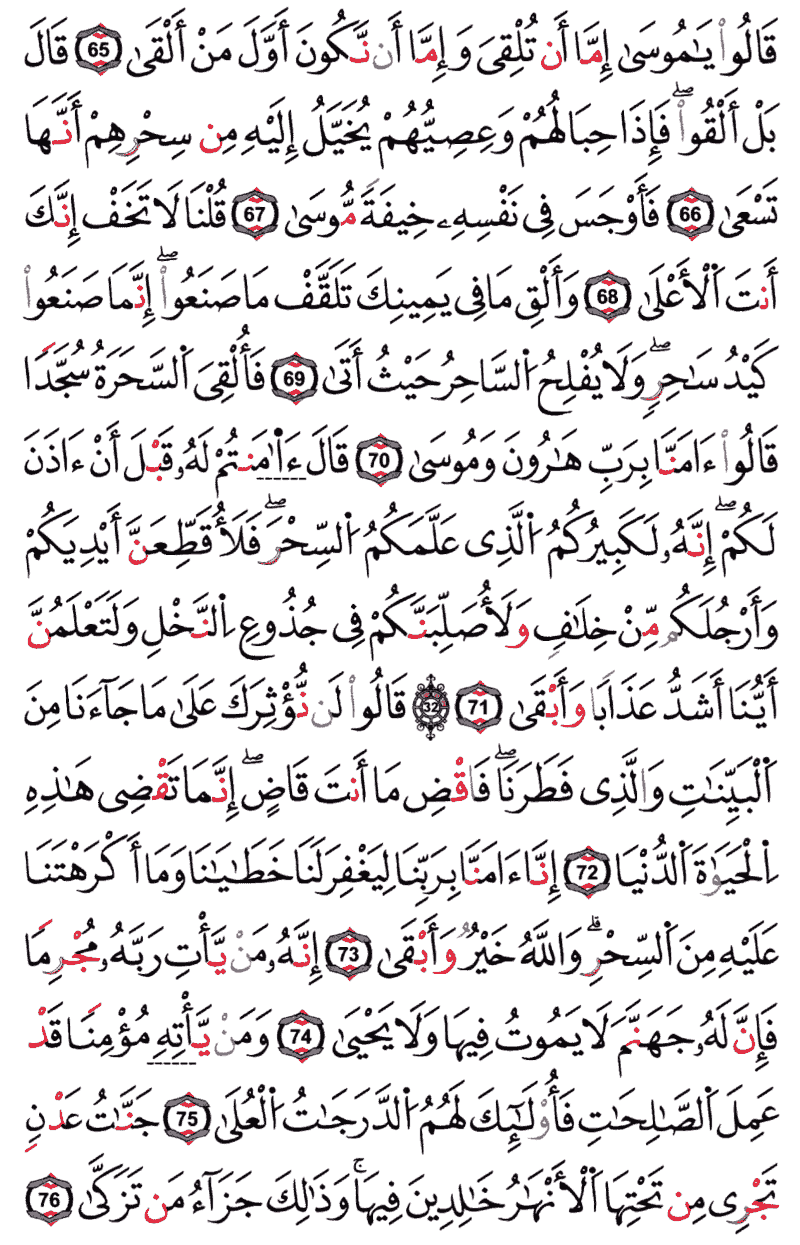 قَالُوا۟ يَـٰمُوسَىٰ إِمَّا أَن تُلْقِىَ وَإِمَّا أَن نَّكُونَ أَوَّلَ مَنْ أَلْقَىٰ 65 قَالَ
بَلْ أَلْقُوا۟ ۖ فَإِذَا حِبَالُهُمْ وَعِصِيُّهُمْ يُخَيَّلُ إِلَيْهِ مِن سِحْرِهِمْ أَنَّهَا
تَسْعَىٰ 66 فَأَوْجَسَ فِى نَفْسِهِۦ خِيفَةً مُّوسَىٰ 67 قُلْنَا لَا تَخَفْ إِنَّكَ
أَنتَ ٱلْأَعْلَىٰ 68 وَأَلْقِ مَا فِى يَمِينِكَ تَلَقَّفْ مَا صَنَعُوٓا۟ ۖ إِنَّمَا صَنَعُوا۟
كَيْدُ سَـٰحِرٍ ۖ وَلَا يُفْلِحُ ٱلسَّاحِرُ حَيْثُ أَتَىٰ 69 فَأُلْقِىَ ٱلسَّحَرَةُ سُجَّدًا
قَالُوٓا۟ ءَامَنَّا بِرَبِّ هَـٰرُونَ وَمُوسَىٰ 70 قَالَ ءَا۬مَنتُمْ لَهُۥ قَبْلَ أَنْ ءَاذَنَ
لَكُمْ ۖ إِنَّهُۥ لَكَبِيرُكُمُ ٱلَّذِى عَلَّمَكُمُ ٱلسِّحْرَ ۖ فَلَأُقَطِّعَنَّ أَيْدِيَكُمْ
وَأَرْجُلَكُم مِّنْ خِلَـٰفٍ وَلَأُصَلِّبَنَّكُمْ فِى جُذُوعِ ٱلنَّخْلِ وَلَتَعْلَمُنَّ
أَيُّنَا أَشَدُّ عَذَابًا وَأَبْقَىٰ 71 32 قَالُوا۟ لَن نُّؤْثِرَكَ عَلَىٰ مَا جَآءَنَا مِنَ
ٱلْبَيِّنَـٰتِ وَٱلَّذِى فَطَرَنَا ۖ فَٱقْضِ مَا أَنتَ قَاضٍ ۖ إِنَّمَا تَقْضِى هَـٰذِهِ
ٱلْحَيَوٰةَ ٱلدُّنْيَا 72 إِنَّا ءَامَنَّا بِرَبِّنَا لِيَغْفِرَ لَنَا خَطَـٰيَـٰنَا وَمَا أَكْرَهْتَنَا
عَلَيْهِ مِنَ ٱلسِّحْرِ ۗ وَٱللَّهُ خَيْرٌ وَأَبْقَىٰ 73 إِنَّهُۥ مَنْ يَّأْتِ رَبَّهُۥ مُجْرِمًا
فَإِنَّ لَهُۥ جَهَنَّمَ لَا يَمُوتُ فِيهَا وَلَا يَحْيَىٰ 74 وَمَنْ يَّأْتِهِ مُؤْمِنًا قَدْ
عَمِلَ ٱلصَّـٰلِحَـٰتِ فَأُو۟لَـٰٓئِكَ لَهُمُ ٱلدَّرَجَـٰتُ ٱلْعُلَىٰ 75 جَنَّـٰتُ عَدْنٍ
تَجْرِى مِن تَحْتِهَا ٱلْأَنْهَـٰرُ خَـٰلِدِينَ فِيهَا ۚ وَذَٰلِكَ جَزَآءُ مَن تَزَكَّىٰ 76